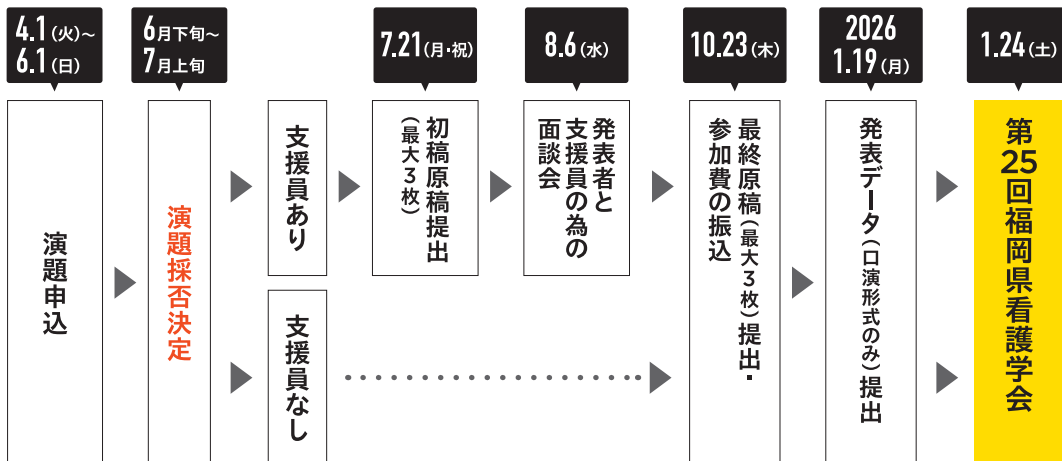 4.1(火)~
6.1(日)
6月下旬~
7月上旬
7.21(月・祝)
8.6(水)
10.23(木)
2026
1.19(月)
1.24(土)
演題申込
演題採否決定
支援員あり
初稿原稿提出
(最大3枚)
発表者と
支援員の為の
面談会
支援員なし
最終原稿(最大3枚)提出・
参加費の振込
発表データ(口演形式のみ)提出
第25回福岡県看護学会